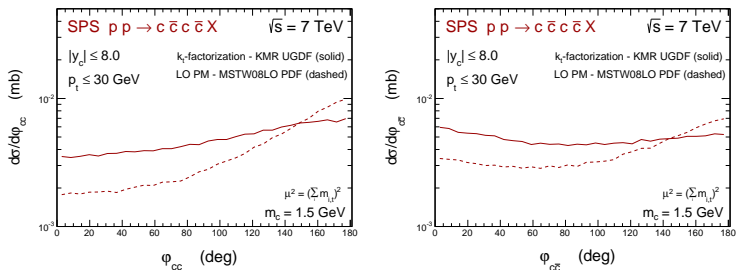 SPS p p → c c̄ c c̄ X
√s = 7 TeV
|y_c| ≤ 8.0
k_t-factorization - KMR UGDF (solid)
p_t ≤ 30 GeV
LO PM - MSTW08LO PDF (dashed)
dσ/dφ_cc (mb)
10⁻²
10⁻³
μ² = (Σ m_i,t)²
m_c = 1.5 GeV
0 20 40 60 80 100 120 140 160 180
φ_cc (deg)
SPS p p → c c̄ c c̄ X
√s = 7 TeV
|y_c| ≤ 8.0
k_t-factorization - KMR UGDF (solid)
p_t ≤ 30 GeV
LO PM - MSTW08LO PDF (dashed)
dσ/dφ_cc̄ (mb)
10⁻²
10⁻³
μ² = (Σ m_i,t)²
m_c = 1.5 GeV
0 20 40 60 80 100 120 140 160 180
φ_cc̄ (deg)